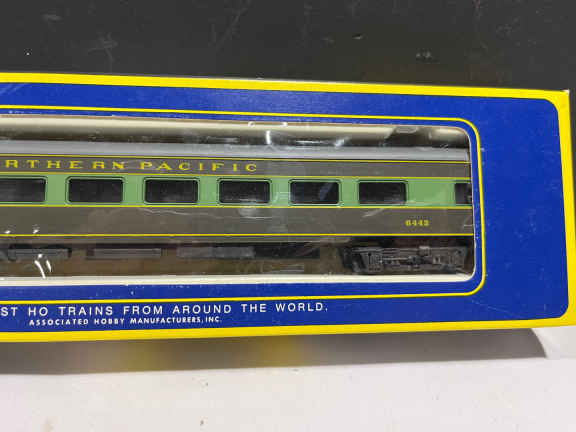 RTHERN PACIFIC
6443
ST HO TRAINS FROM AROUND THE WORLD.
ASSOCIATED HOBBY MANUFACTURERS, INC.